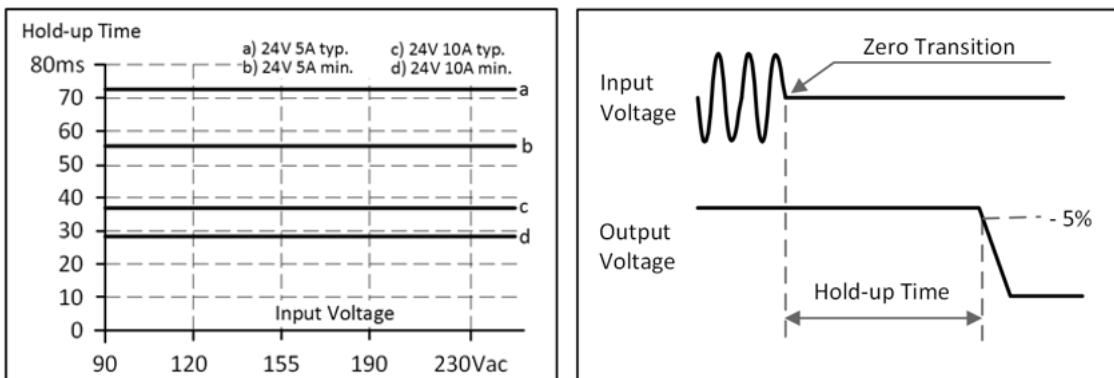 Hold-up Time
a) 24V 5A typ. c) 24V 10A typ.
b) 24V 5A min. d) 24V 10A min.
80ms
70
60
50
40
30
20
10
0
a
b
c
d
Input Voltage
90 120 155 190 230Vac
Zero Transition
Input
Voltage
Output
Voltage
- 5%
Hold-up Time